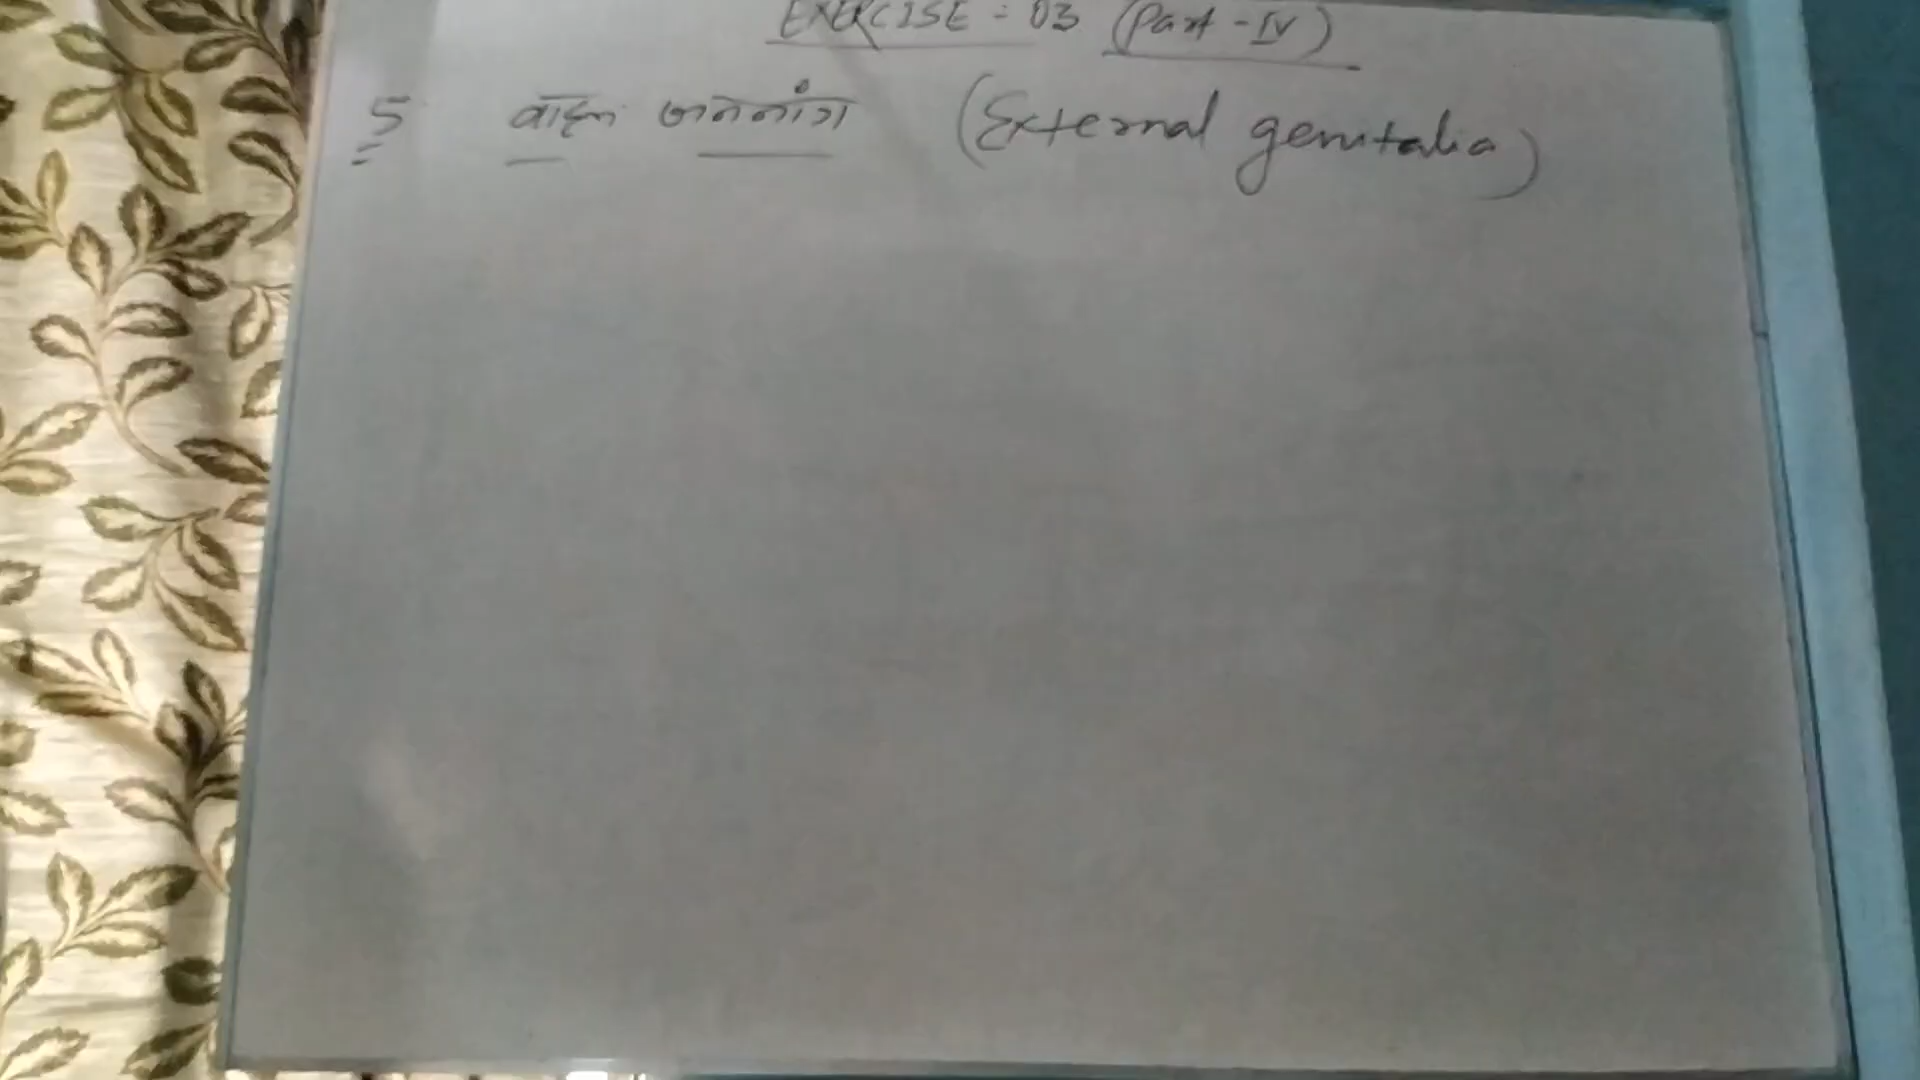 EXERCISE - 03 (Part - IV)
5 बाह्य जननांग (External genitalia)